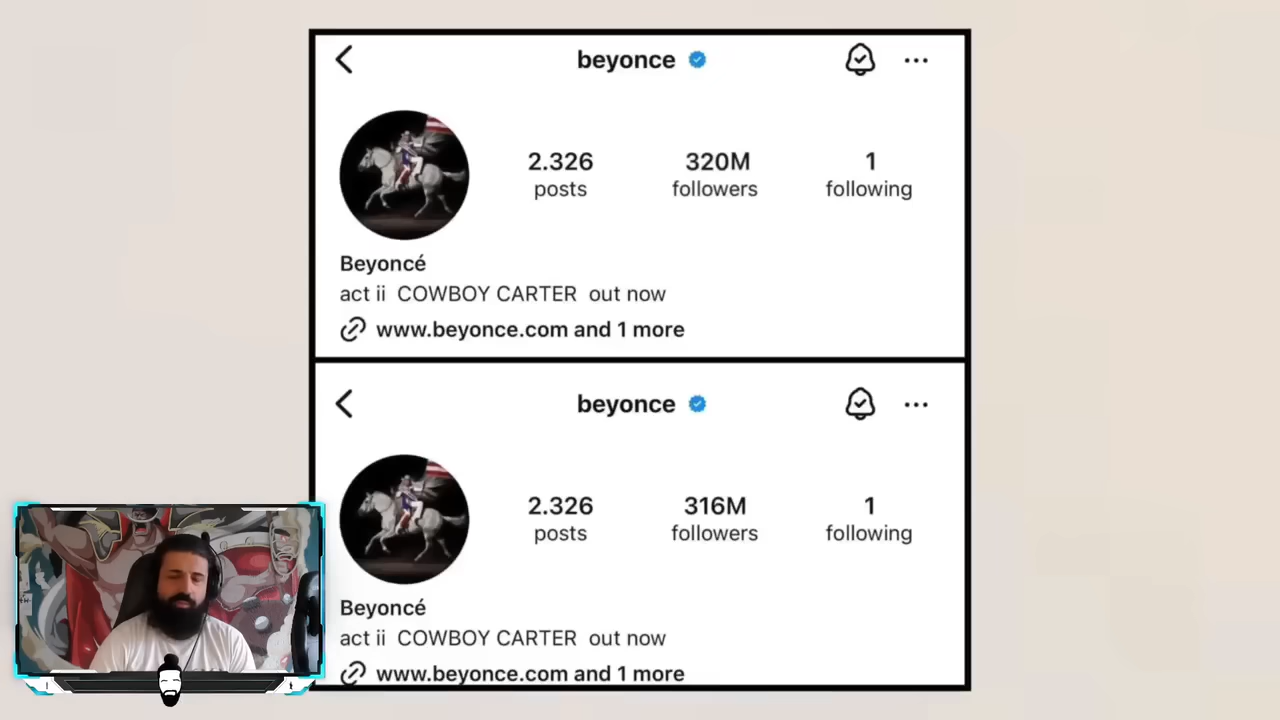 beyonce
2.326 320M 1
posts followers following
Beyoncé
act ii COWBOY CARTER out now
www.beyonce.com and 1 more
beyonce
2.326 316M 1
posts followers following
Beyoncé
act ii COWBOY CARTER out now
www.beyonce.com and 1 more